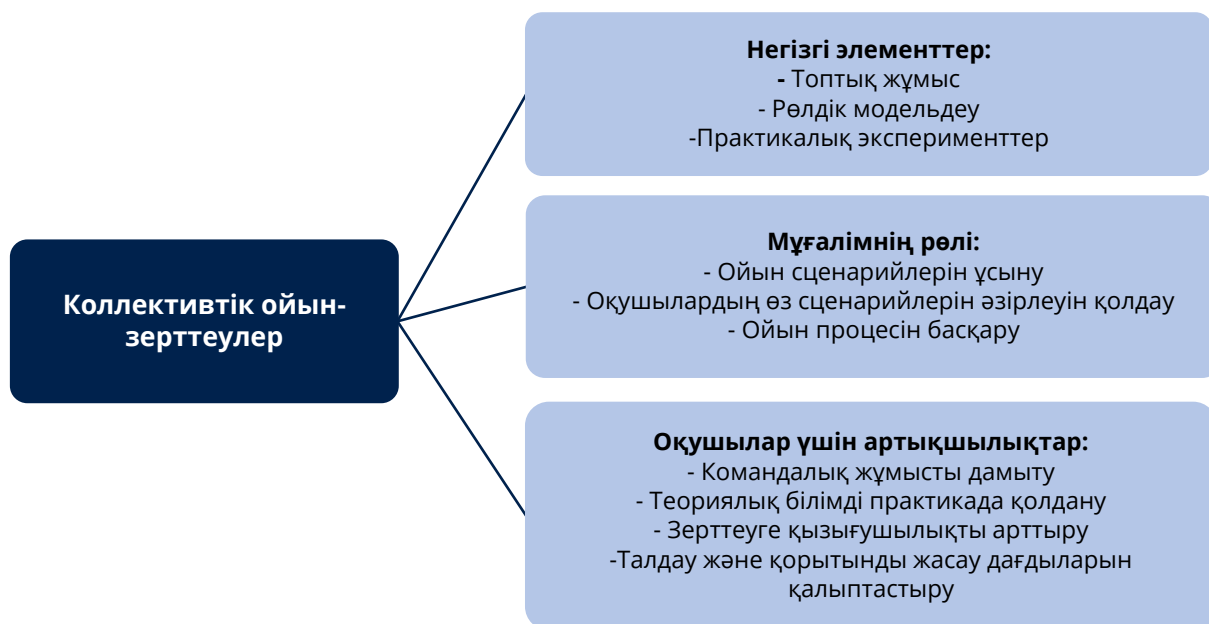 Негізгі элементтер:
- Топтық жұмыс
- Рөлдік модельдеу
-Практикалық эксперименттер
Коллективтік ойын-
зерттеулер
Мұғалімнің рөлі:
- Ойын сценарийлерін ұсыну
- Оқушылардың өз сценарийлерін әзірлеуін қолдау
- Ойын процесін басқару
Оқушылар үшін артықшылықтар:
- Командалық жұмысты дамыту
- Теориялық білімді практикада қолдану
- Зерттеуге қызығушылықты арттыру
-Талдау және қорытынды жасау дағдыларын
қалыптастыру